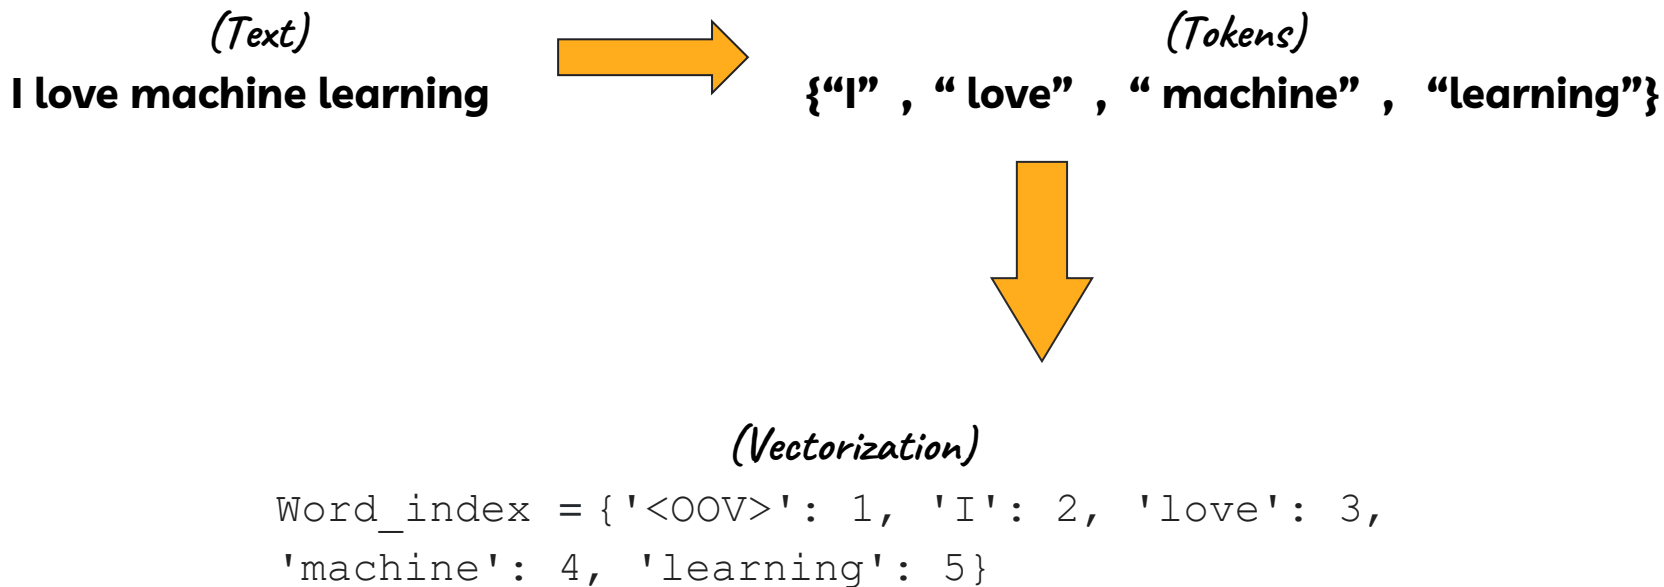 (Text)
I love machine learning
(Tokens)
{“I” , “ love” , “ machine” , “learning”}
(Vectorization)
Word_index = {'<OOV>': 1, 'I': 2, 'love': 3,
'machine': 4, 'learning': 5}